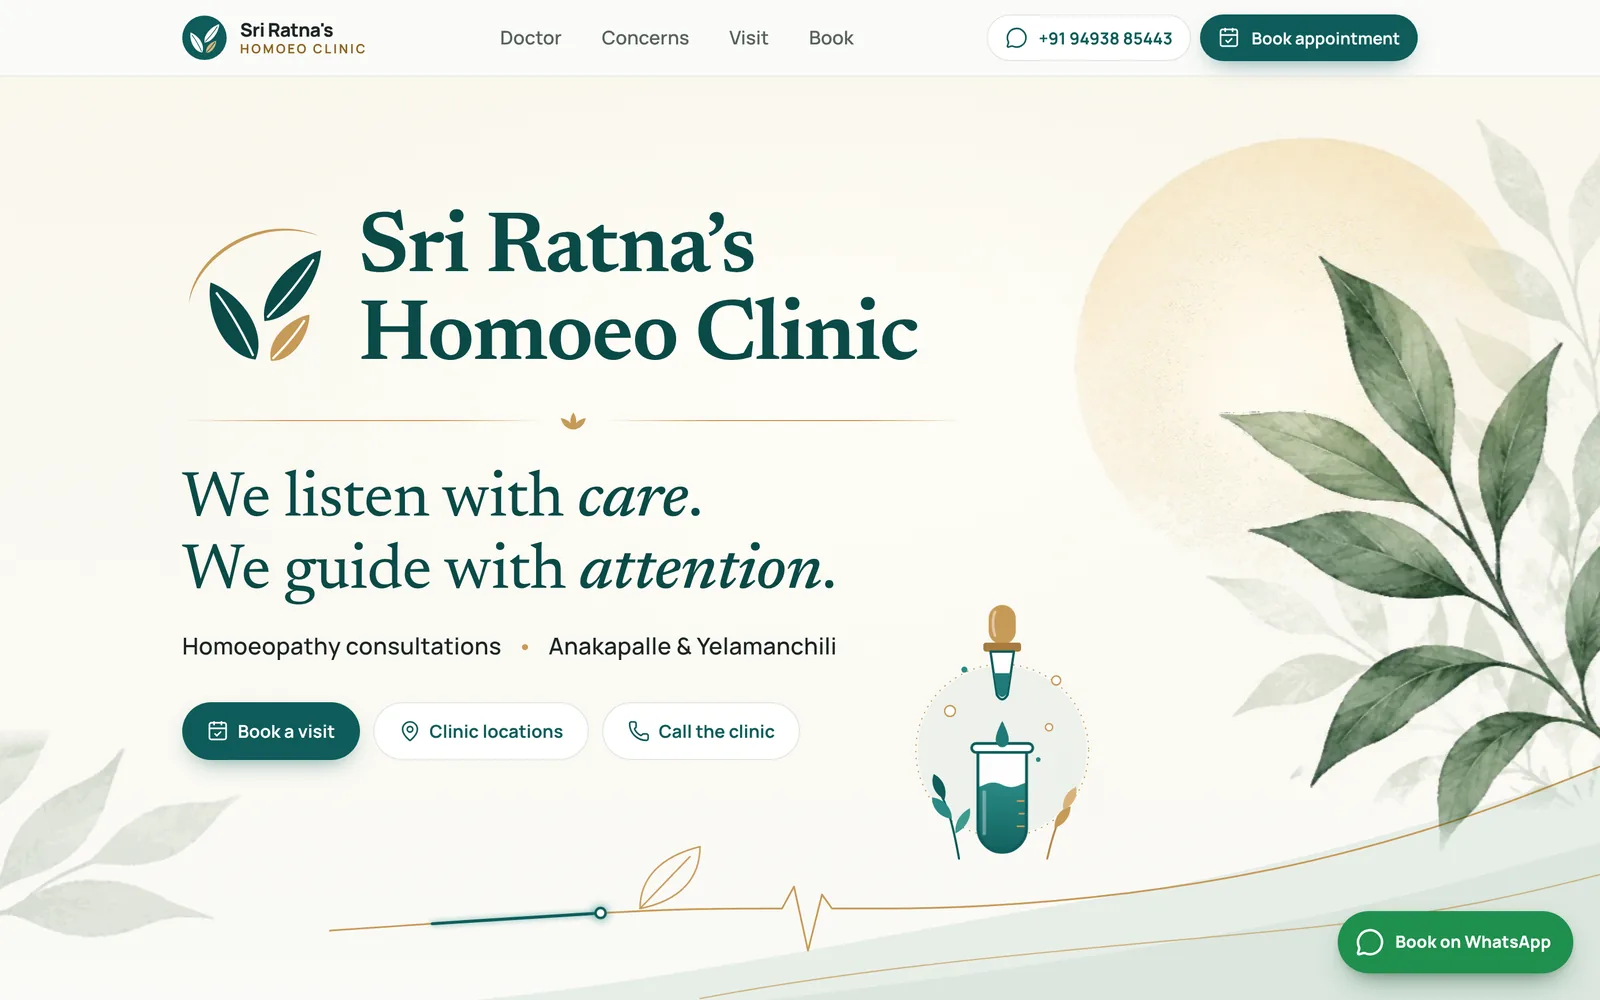 Sri Ratna's
HOMOEO CLINIC
Doctor
Concerns
Visit
Book
+91 94938 85443
Book appointment
Sri Ratna’s
Homoeo Clinic
We listen with care.
We guide with attention.
Homoeopathy consultations • Anakapalle & Yelamanchili
Book a visit
Clinic locations
Call the clinic
Book on WhatsApp